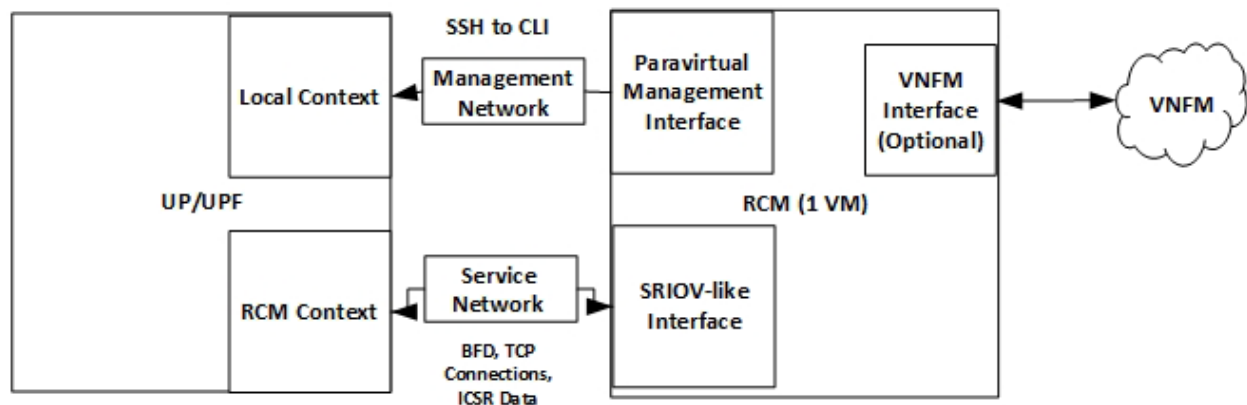 SSH to CLI
Local Context
Management
Network
Paravirtual
Management
Interface
VNFM
Interface
(Optional)
VNFM
UP/UPF
RCM (1 VM)
RCM Context
Service
Network
SRIOV-like
Interface
BFD, TCP
Connections,
ICSR Data